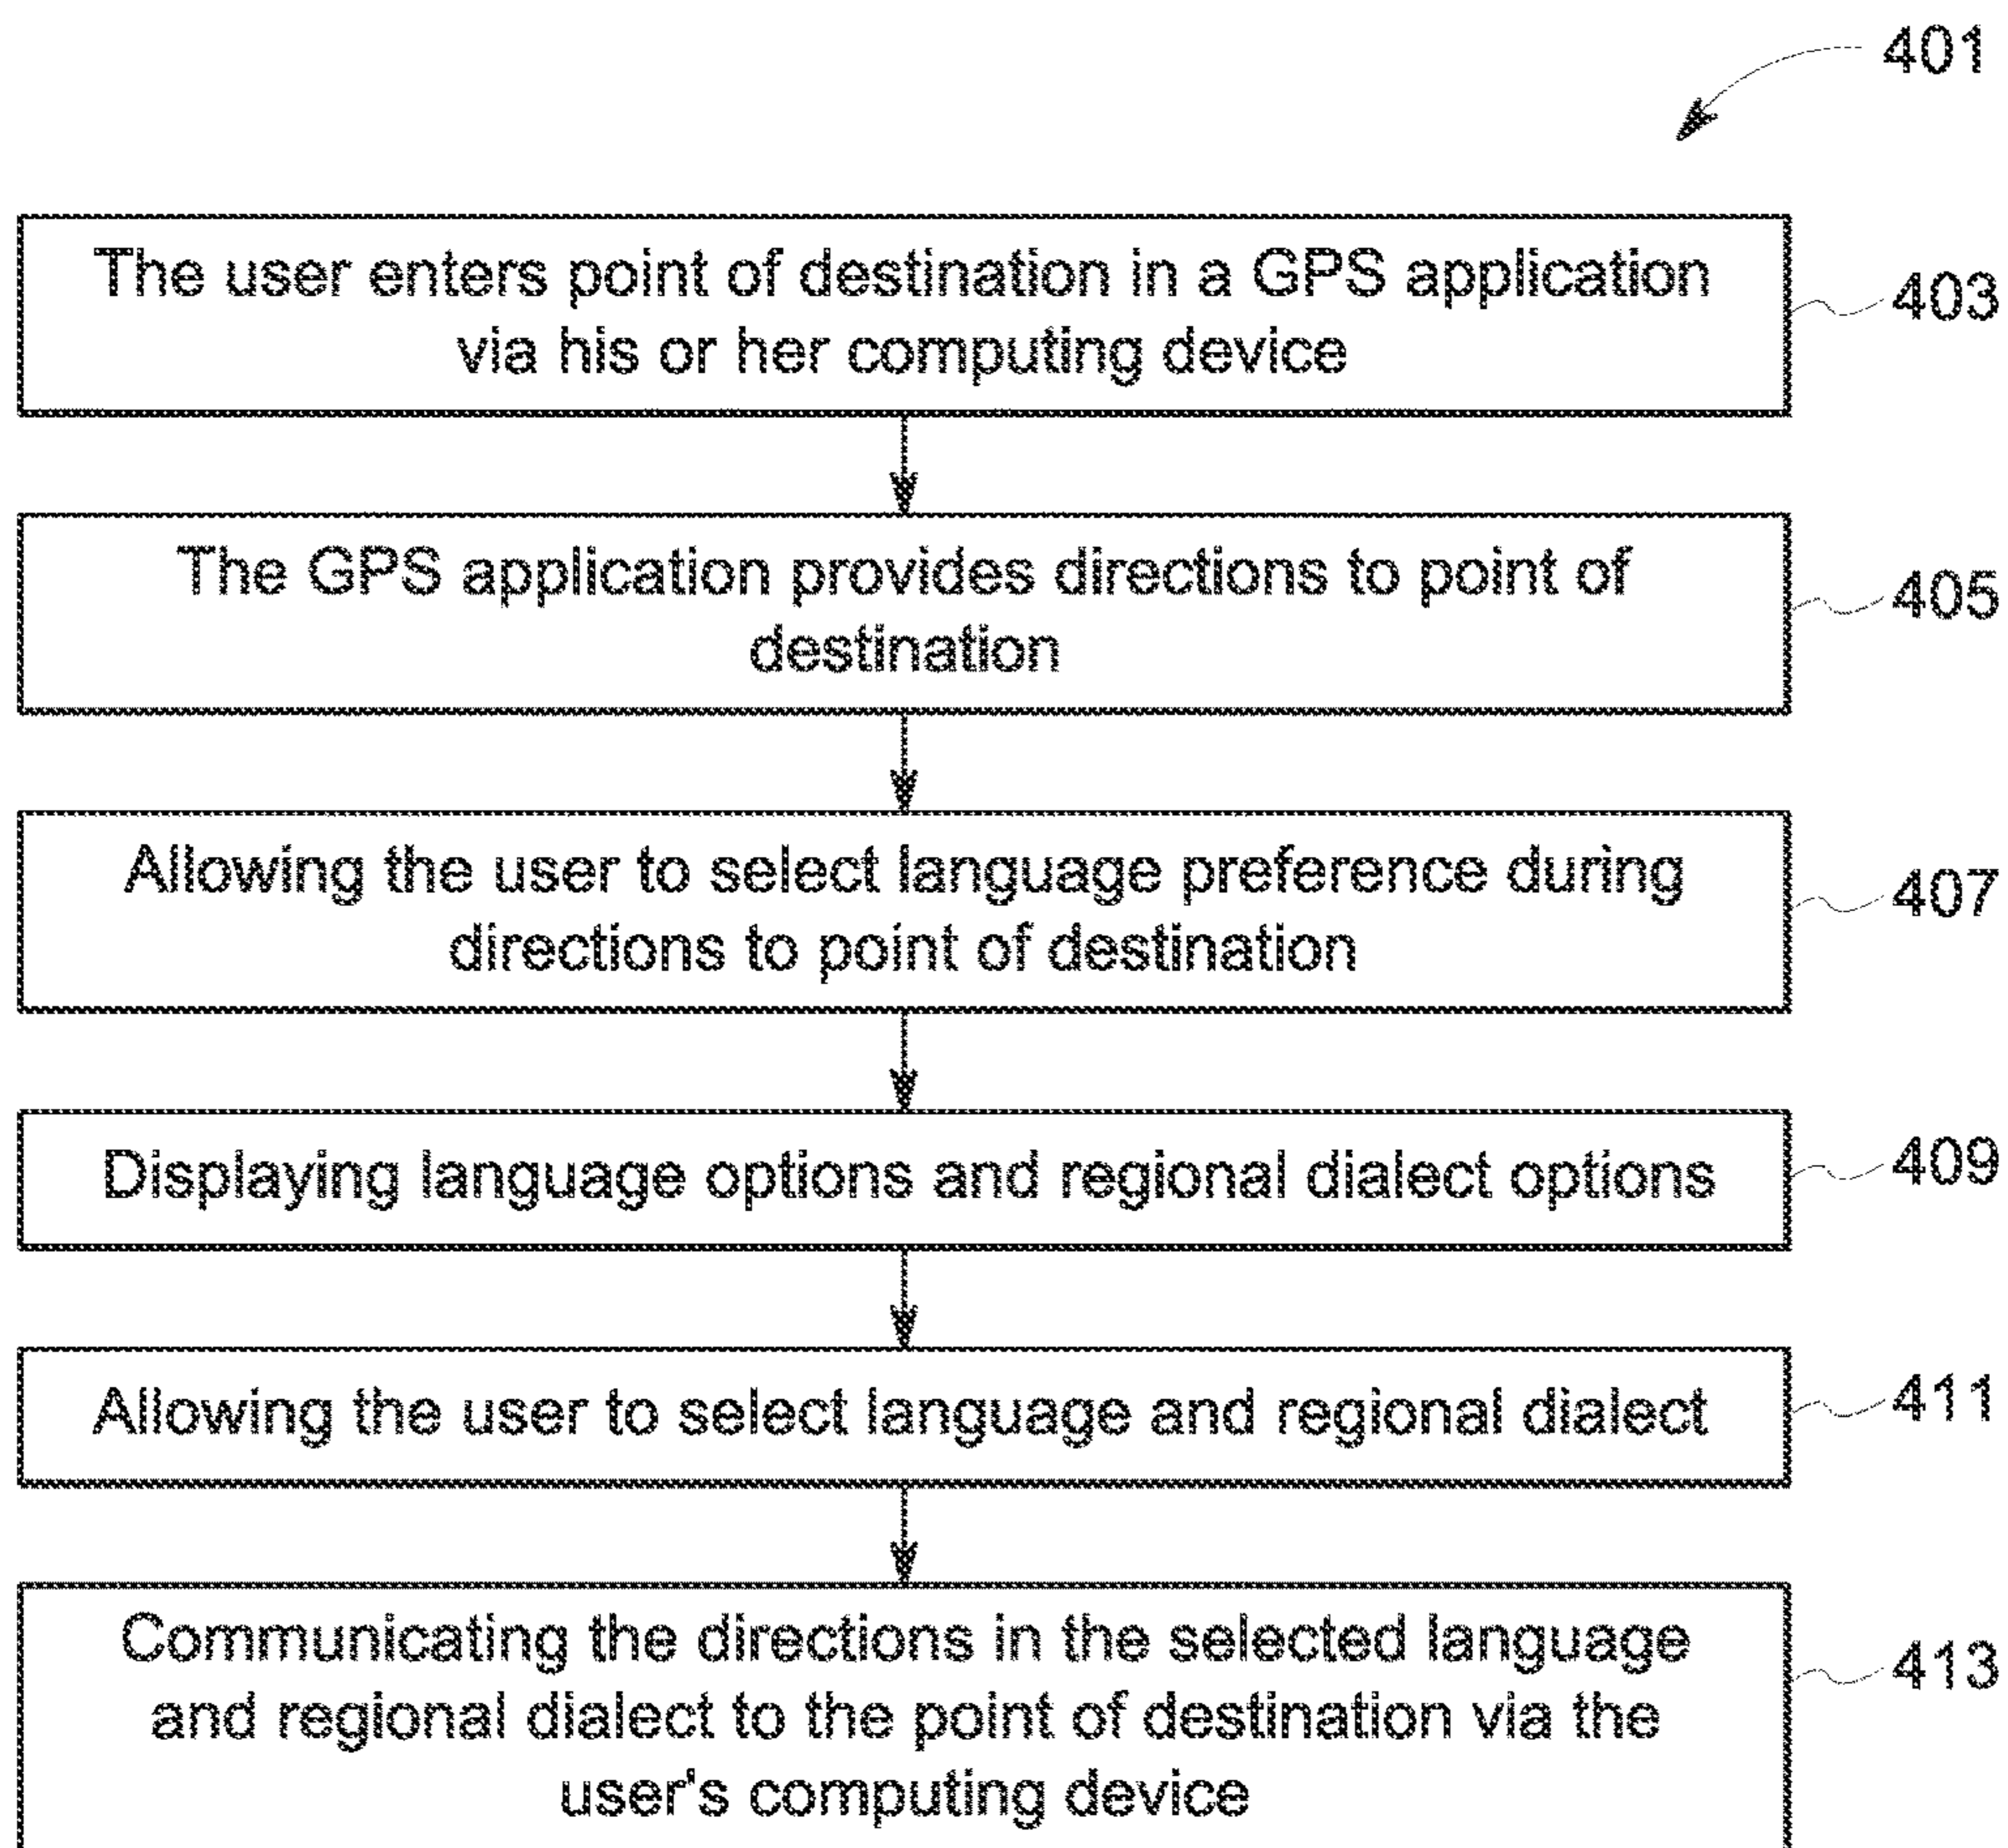 401
The user enters point of destination in a GPS application
via his or her computing device
403
The GPS application provides directions to point of
destination
405
Allowing the user to select language preference during
directions to point of destination
407
Displaying language options and regional dialect options
409
Allowing the user to select language and regional dialect
411
Communicating the directions in the selected language
and regional dialect to the point of destination via the
user's computing device
413